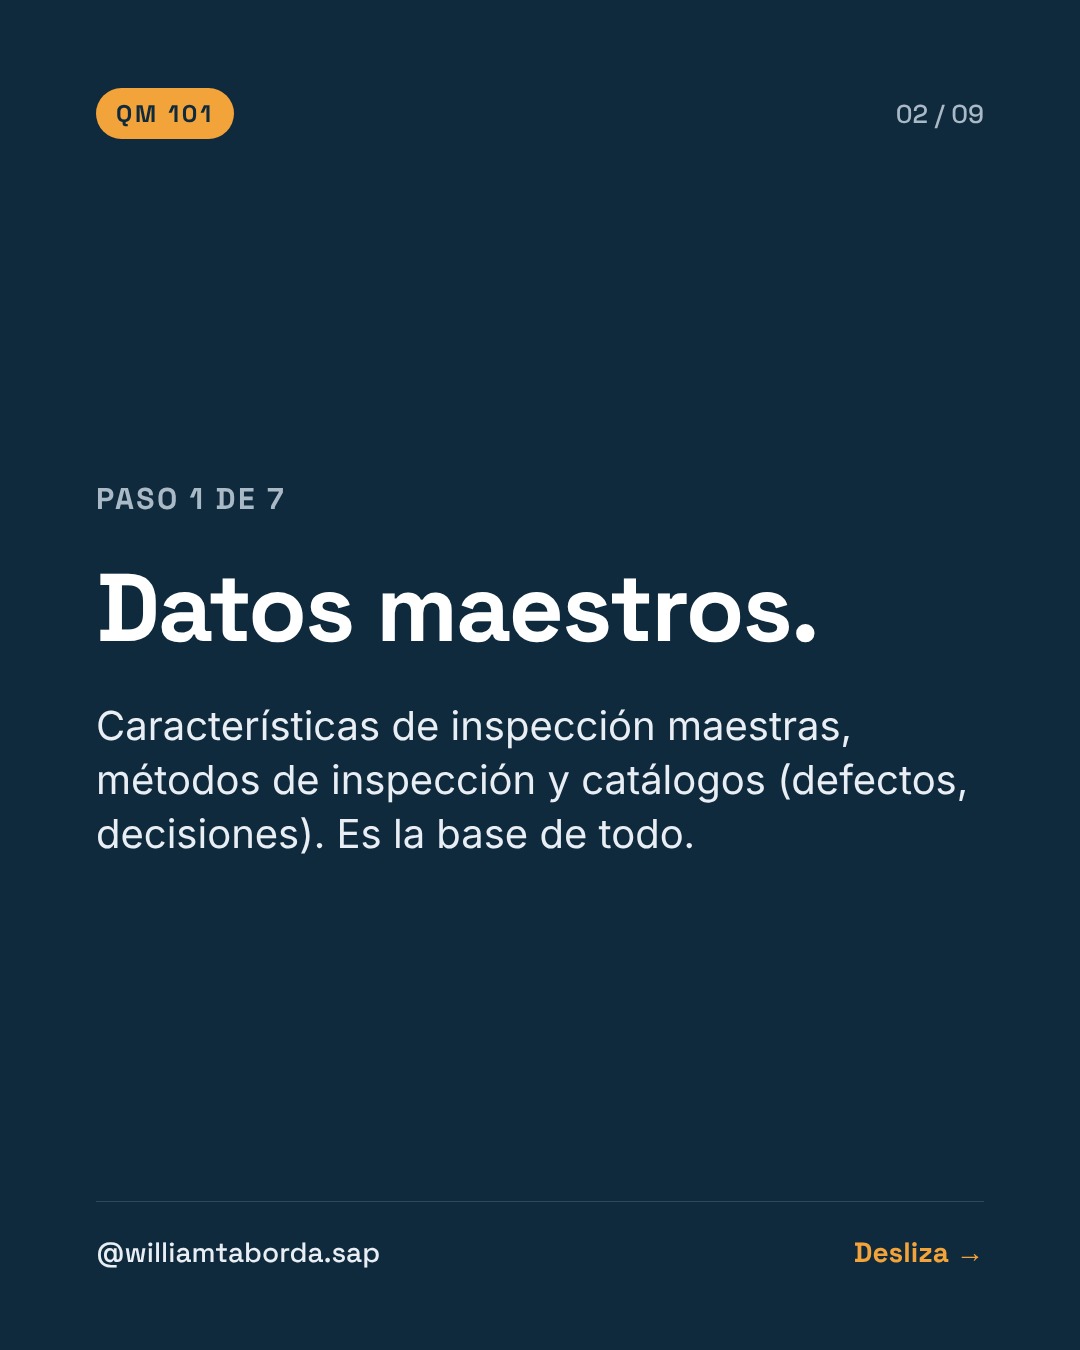 QM 101
02 / 09
PASO 1 DE 7
Datos maestros.
Características de inspección maestras,
métodos de inspección y catálogos (defectos,
decisiones). Es la base de todo.
@williamtaborda.sap
Desliza →